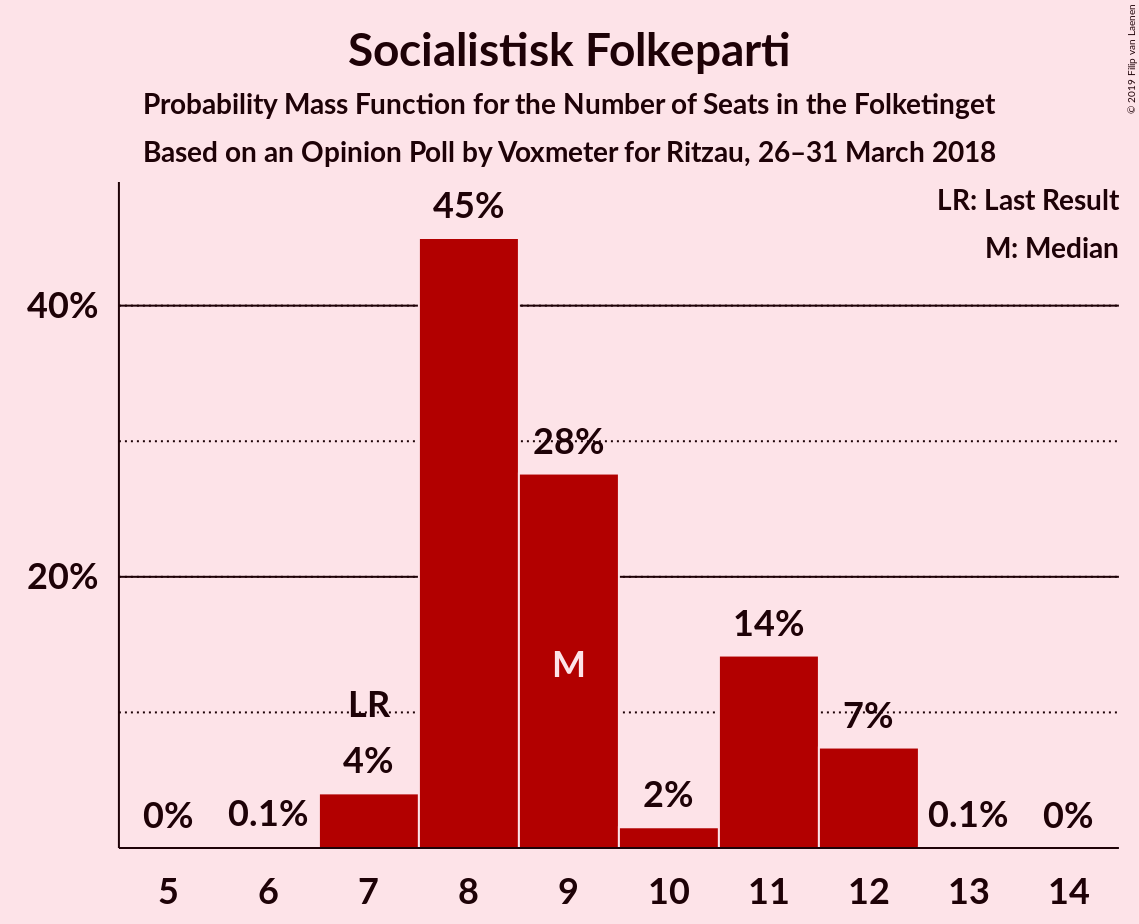 Socialistisk Folkeparti
Probability Mass Function for the Number of Seats in the Folketinget
Based on an Opinion Poll by Voxmeter for Ritzau, 26–31 March 2018
© 2019 Filip van Laenen
LR: Last Result
M: Median
45%
40%
28%
20%
14%
M
LR
7%
4%
2%
0%
0.1%
0.1%
0%
5 6 7 8 9 10 11 12 13 14